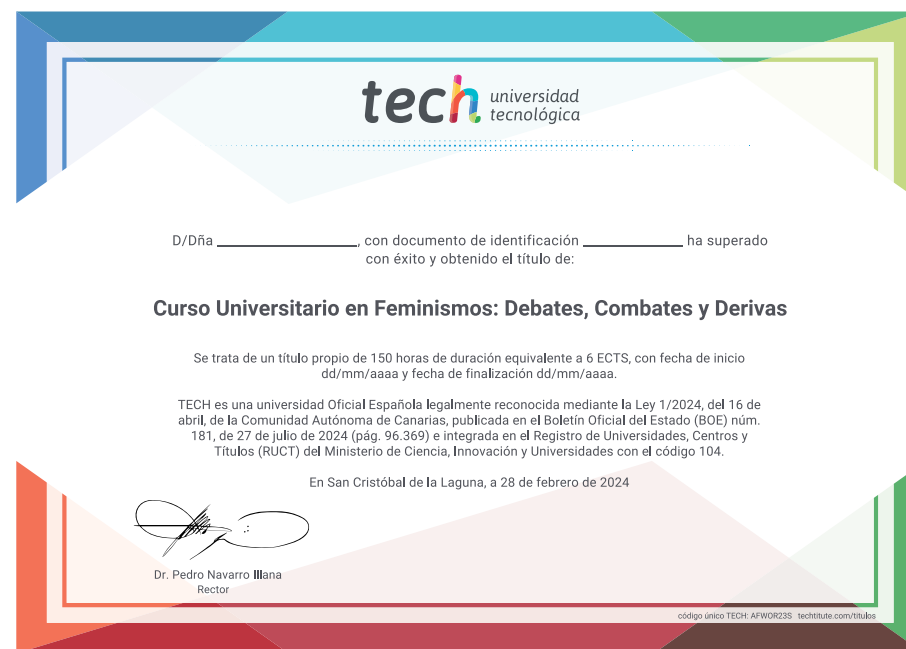 tech universidad
tecnológica
D/Dña ____________________, con documento de identificación ______________ ha superado
con éxito y obtenido el título de:
Curso Universitario en Feminismos: Debates, Combates y Derivas
Se trata de un título propio de 150 horas de duración equivalente a 6 ECTS, con fecha de inicio
dd/mm/aaaa y fecha de finalización dd/mm/aaaa.
TECH es una universidad Oficial Española legalmente reconocida mediante la Ley 1/2024, del 16 de
abril, de la Comunidad Autónoma de Canarias, publicada en el Boletín Oficial del Estado (BOE) núm.
181, de 27 de julio de 2024 (pág. 96.369) e integrada en el Registro de Universidades, Centros y
Títulos (RUCT) del Ministerio de Ciencia, Innovación y Universidades con el código 104.
En San Cristóbal de la Laguna, a 28 de febrero de 2024
Dr. Pedro Navarro Illana
Rector
código único TECH: AFWOR23S techtitute.com/titulos